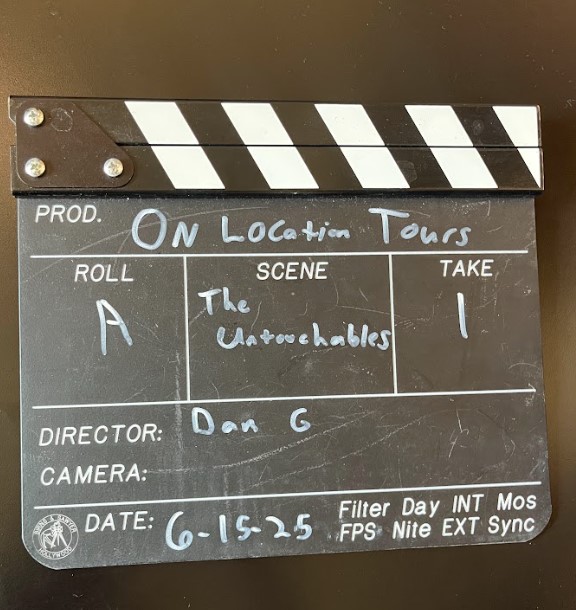 PROD. ON LOCation Tours
ROLL SCENE TAKE
A The Untouchables 1
DIRECTOR: Dan G
CAMERA:
DATE: 6-15-25
Filter Day INT Mos
FPS Nite EXT Sync
HOLLYWOOD